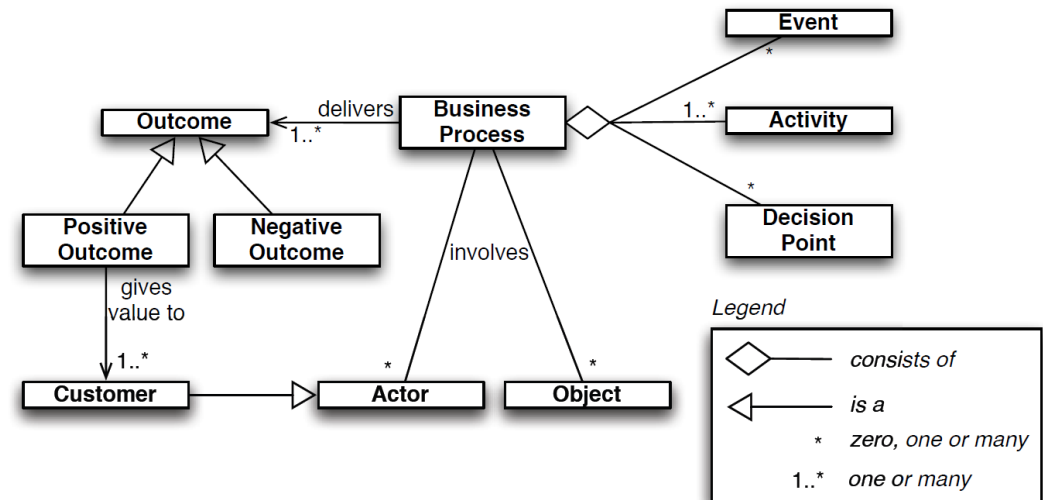 Event
*
delivers
Business
Process
Outcome
1..*
1..*
Activity
*
Positive
Outcome
Negative
Outcome
Decision
Point
involves
gives
value to
Legend
1..*
*
*
consists of
Customer
Actor
Object
is a
* zero, one or many
1..* one or many